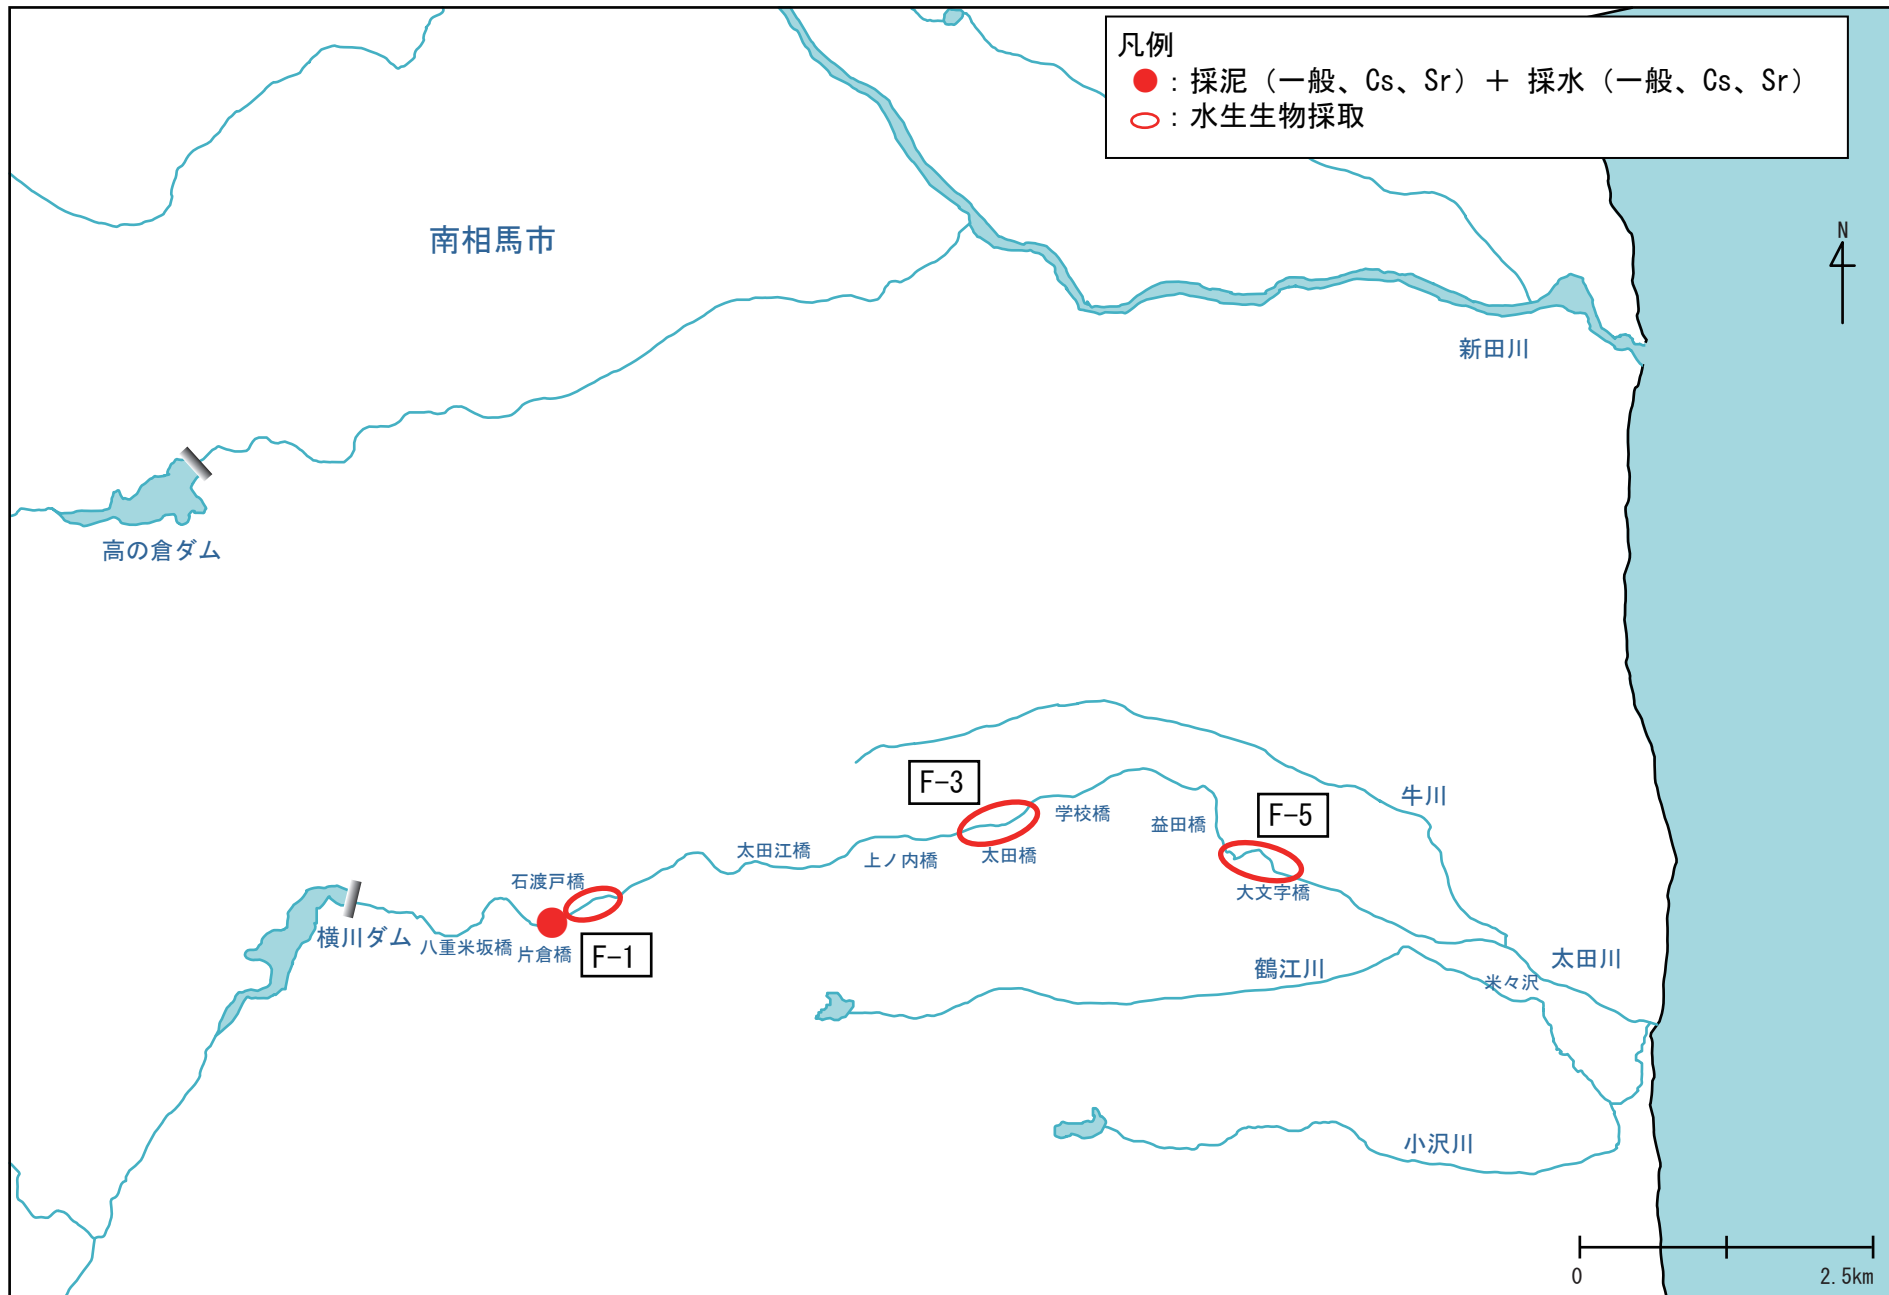 凡例
：採泥（一般、Cs、Sr）＋ 採水（一般、Cs、Sr）
：水生生物採取
南相馬市
N
新田川
高の倉ダム
F-3
F-5
牛川
学校橋
益田橋
太田江橋
上ノ内橋
太田橋
石渡戸橋
大文字橋
横川ダム
八重米坂橋
片倉橋
F-1
鶴江川
太田川
米々沢
小沢川
0
2.5km